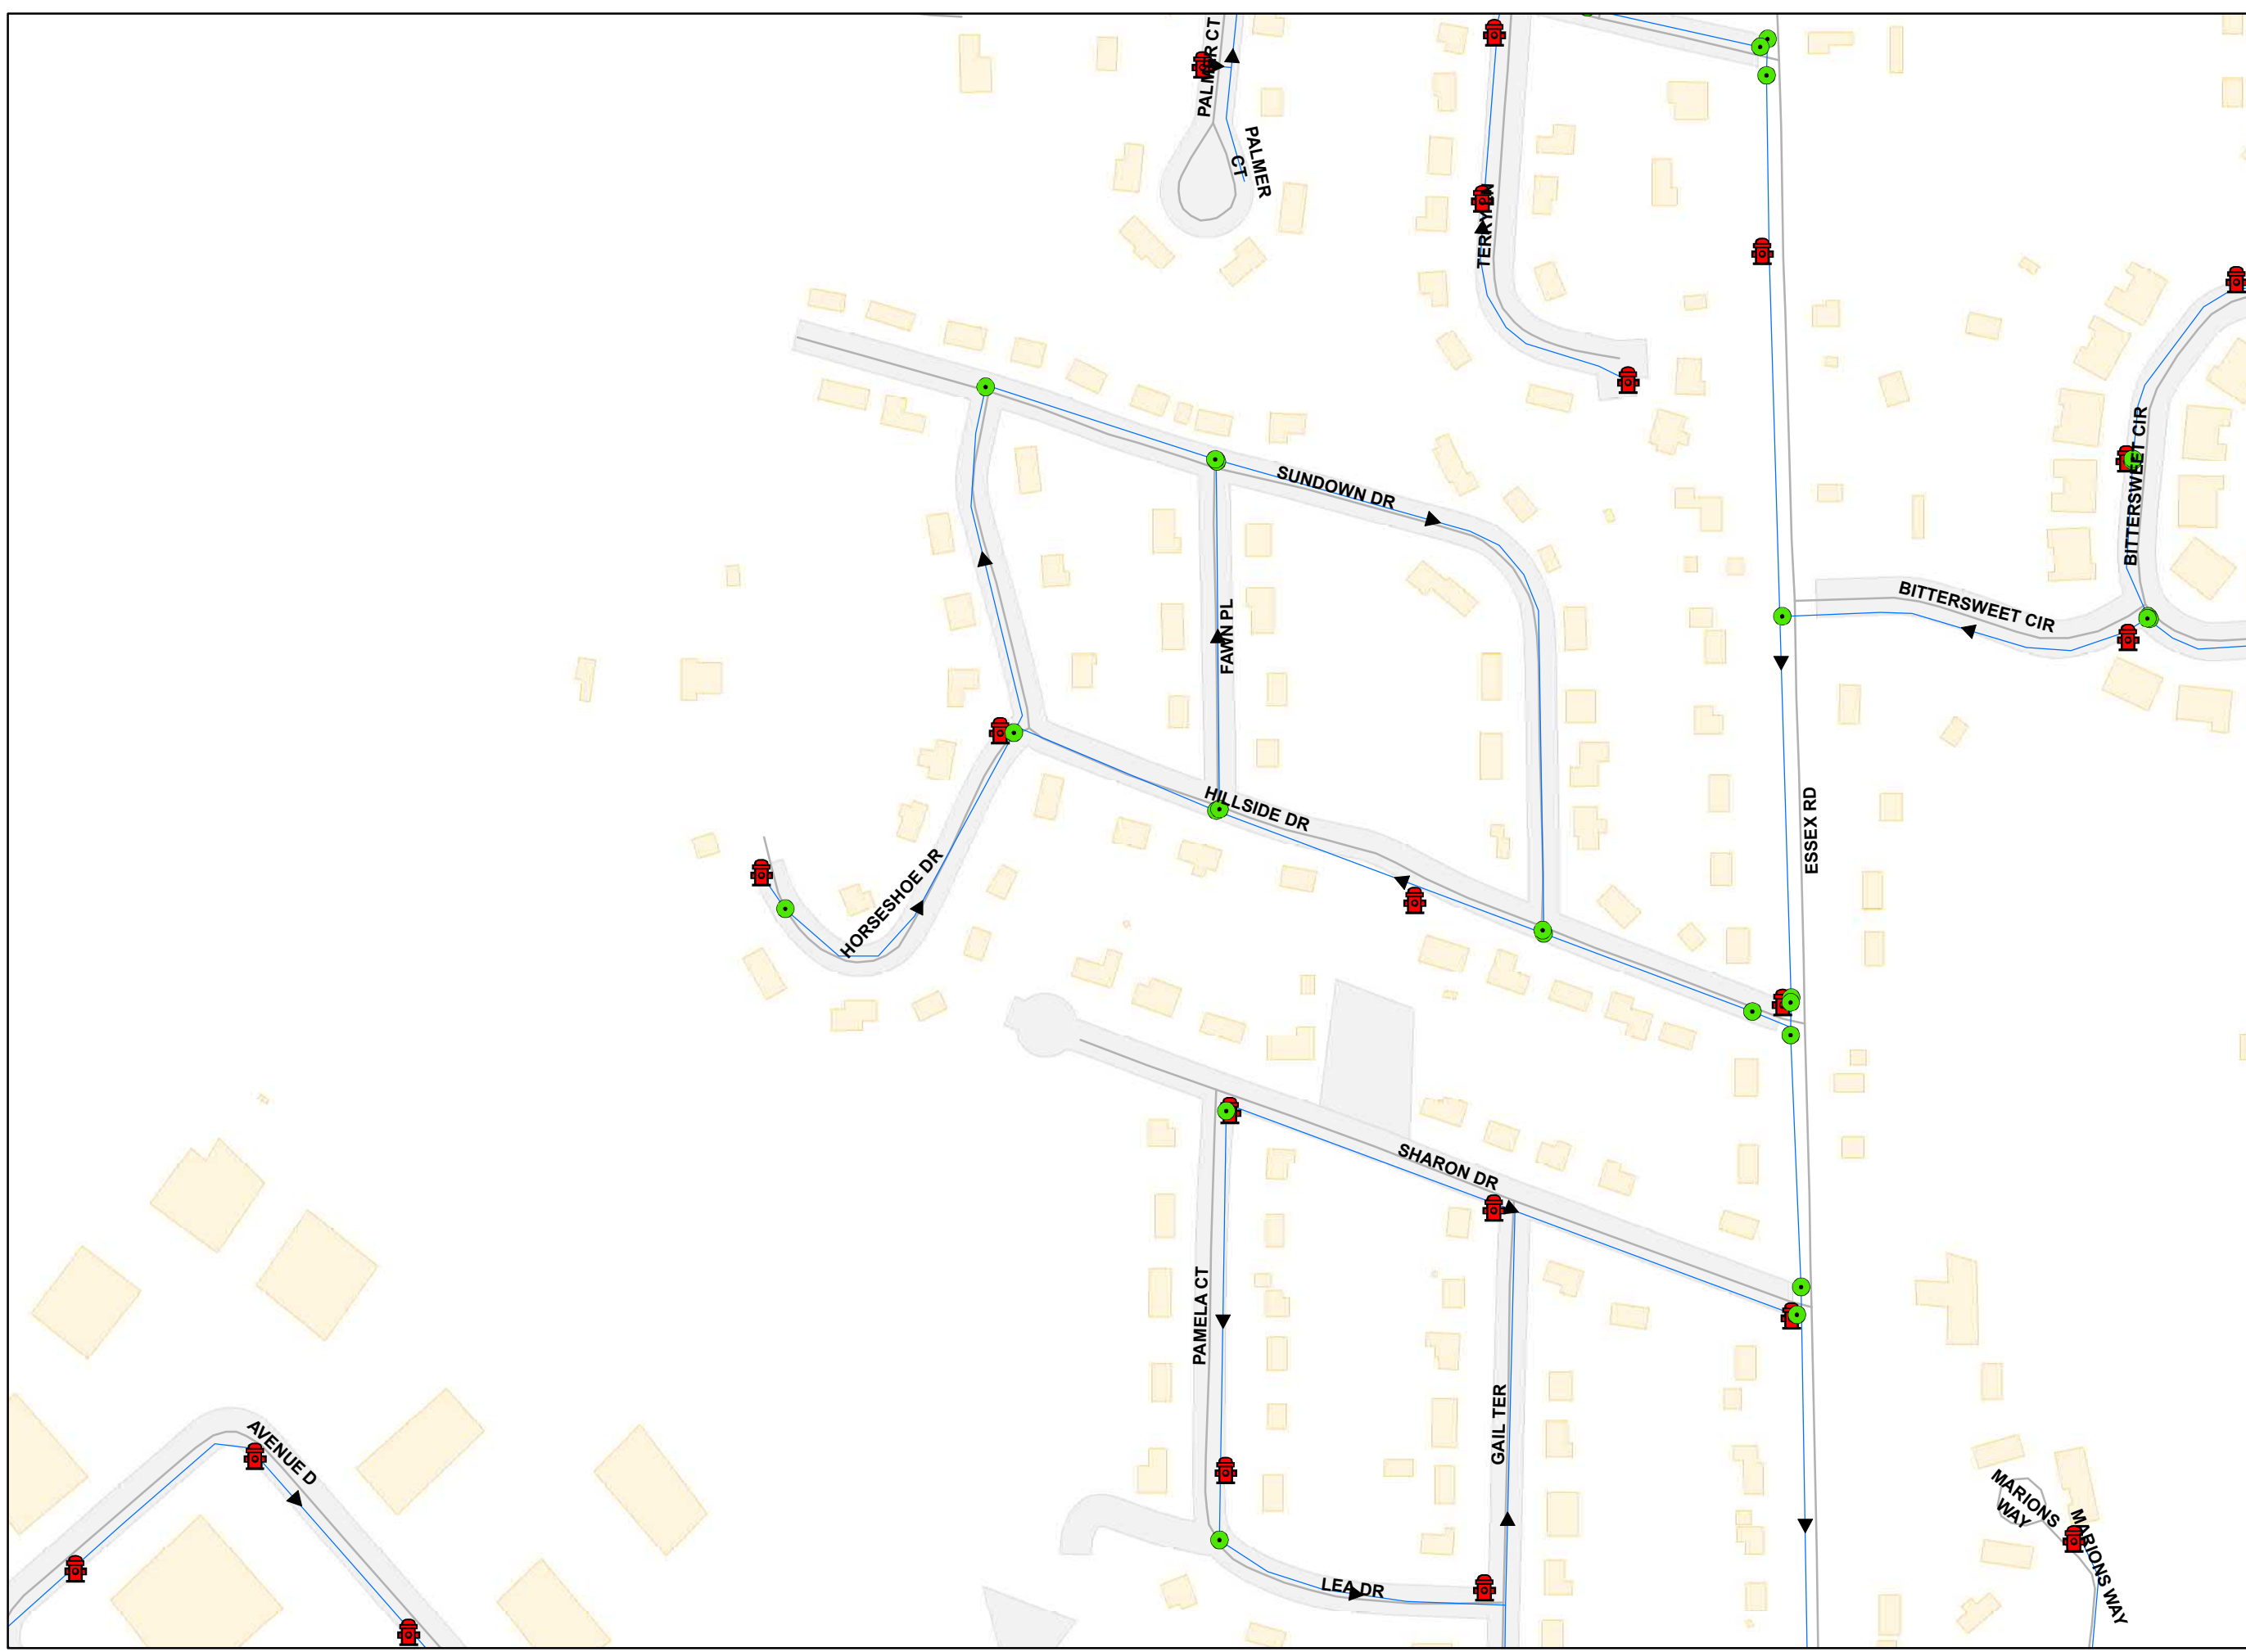 PALMER CT
PALMER
CT
TERRY LN
SUNDOWN DR
BITTERSWEET CIR
BITTERSWEET CIR
FAWN PL
HILLSIDE DR
ESSEX RD
HORSESHOE DR
SHARON DR
PAMELA CT
GAIL TER
AVENUE D
MARIONS
WAY
MARIONS WAY
LEA DR